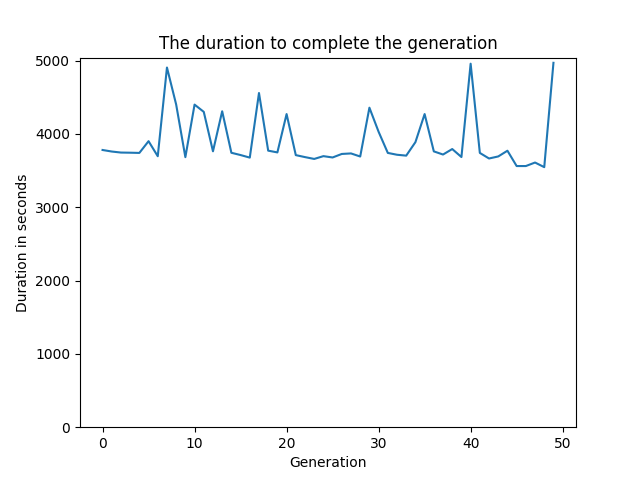 The duration to complete the generation
5000
4000
3000
2000
1000
0
Duration in seconds
0 10 20 30 40 50
Generation